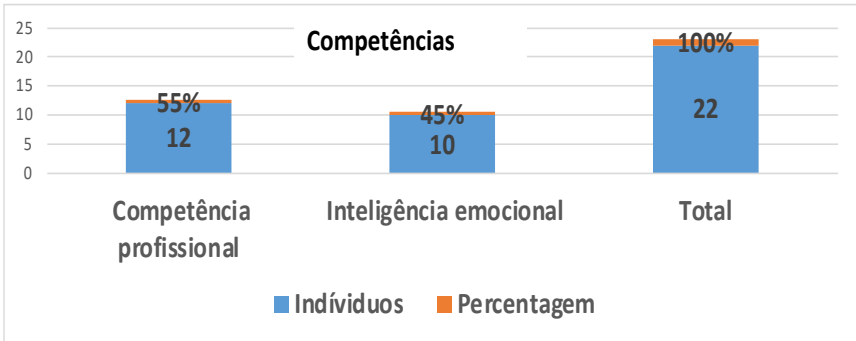 Competências
25
20
15
10
5
0
55%
12
45%
10
100%
22
Competência
profissional
Inteligência emocional
Total
Indíviduos
Percentagem